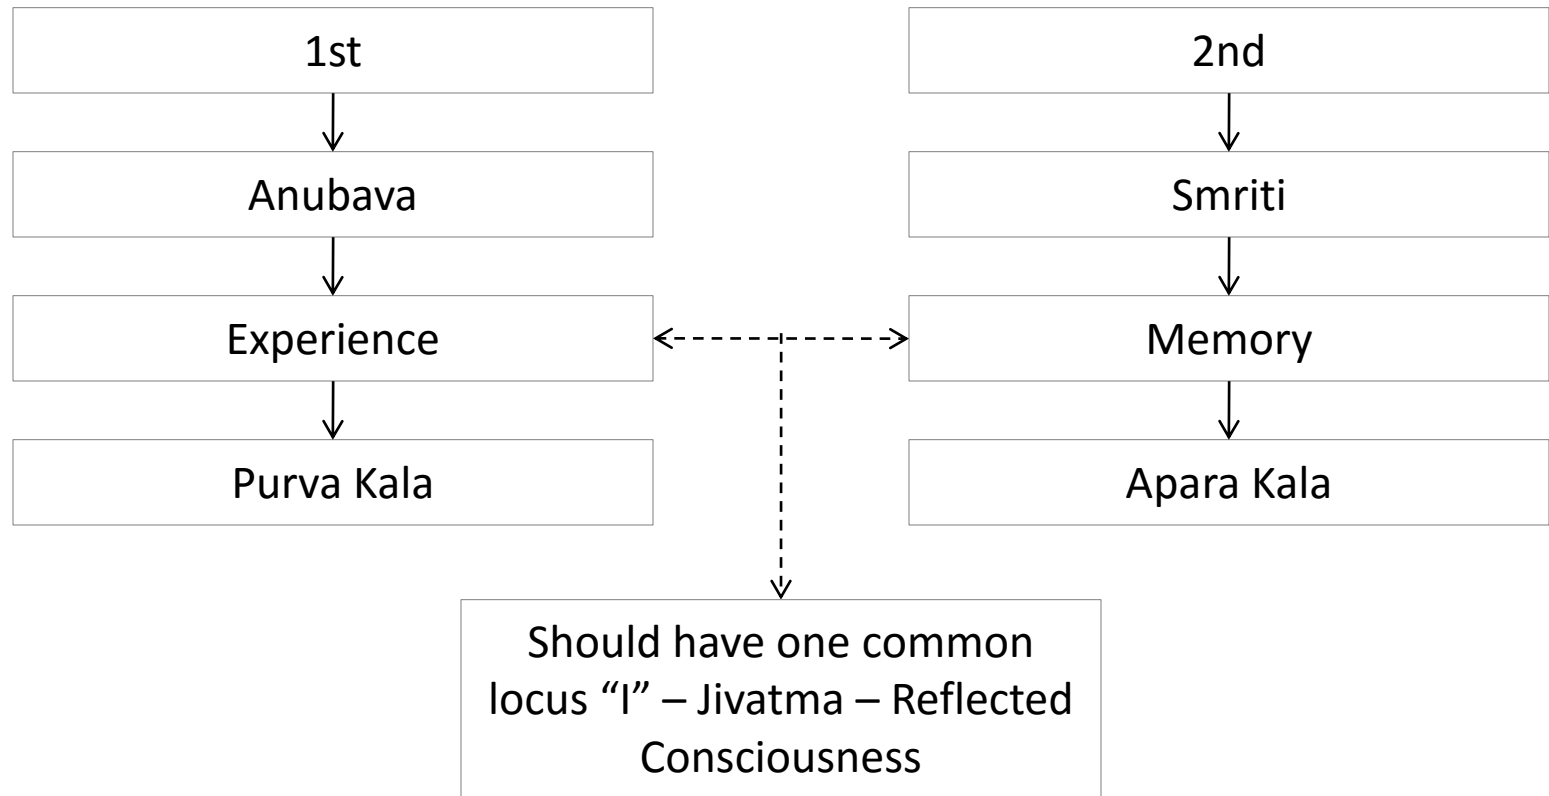 1st
Anubava
Experience
Purva Kala
2nd
Smriti
Memory
Apara Kala
Should have one common
locus “I” – Jivatma – Reflected
Consciousness